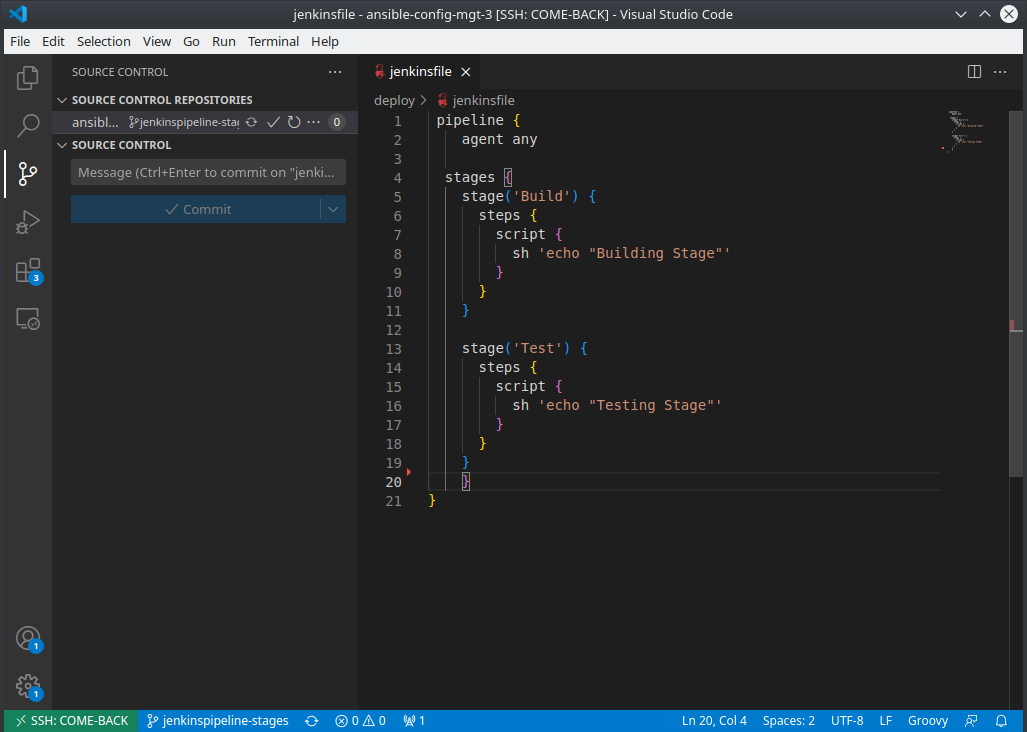 jenkinsfile - ansible-config-mgt-3 [SSH: COME-BACK] - Visual Studio Code
File Edit Selection View Go Run Terminal Help
SOURCE CONTROL ...
SOURCE CONTROL REPOSITORIES
ansibl... jenkinspipeline-stag ... 0
SOURCE CONTROL
Message (Ctrl+Enter to commit on "jenki...
Commit
3
1
1
jenkinsfile
deploy > jenkinsfile
1 pipeline {
2 agent any
3
4 stages {
5 stage('Build') {
6 steps {
7 script {
8 sh 'echo "Building Stage"'
9 }
10 }
11 }
12
13 stage('Test') {
14 steps {
15 script {
16 sh 'echo "Testing Stage"'
17 }
18 }
19 }
20 }
21 }
SSH: COME-BACK jenkinspipeline-stages 0 0 1 Ln 20, Col 4 Spaces: 2 UTF-8 LF Groovy